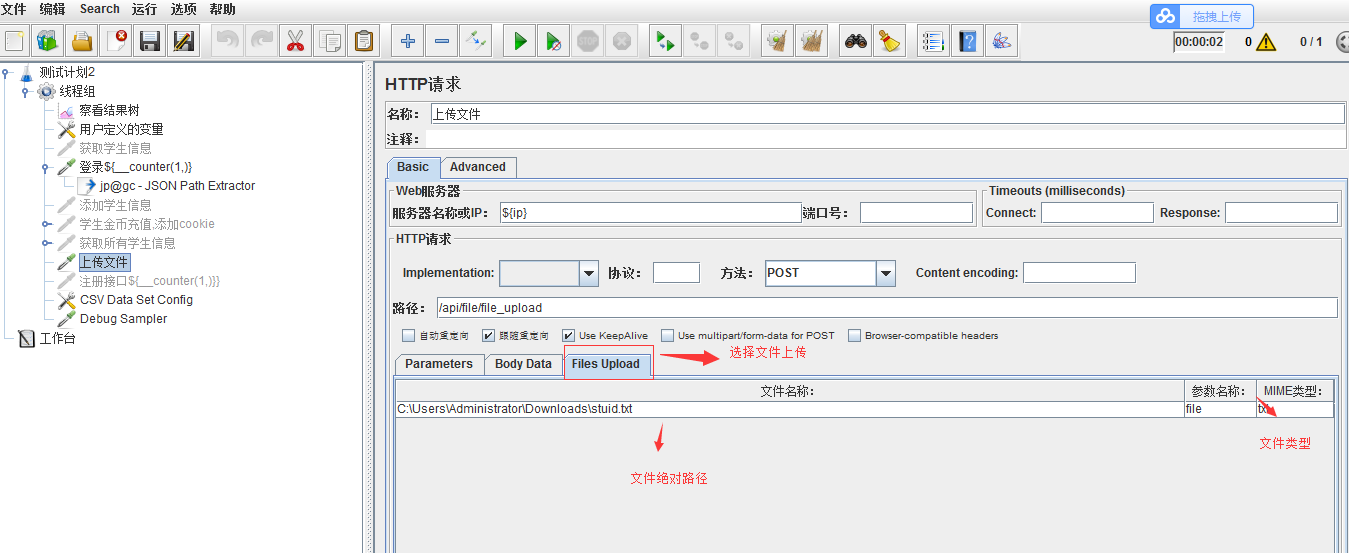 文件 编辑 Search 运行 选项 帮助
拖拽上传
00:00:02 0 0 / 1
测试计划2
线程组
察看结果树
用户定义的变量
获取学生信息
登录${__counter(1,)}
jp@gc - JSON Path Extractor
添加学生信息
学生金币充值,添加cookie
获取所有学生信息
上传文件
注册接口${__counter(1,)}}
CSV Data Set Config
Debug Sampler
工作台
HTTP请求
名称： 上传文件
注释：
Basic Advanced
Web服务器
服务器名称或IP： ${ip} 端口号：
Timeouts (milliseconds)
Connect: Response:
HTTP请求
Implementation: 协议： 方法： POST Content encoding:
路径： /api/file/file_upload
自动重定向 跟随重定向 Use KeepAlive Use multipart/form-data for POST Browser-compatible headers
Parameters Body Data Files Upload
选择文件上传
文件名称： 参数名称： MIME类型：
C:\Users\Administrator\Downloads\stuid.txt file
文件绝对路径
文件类型